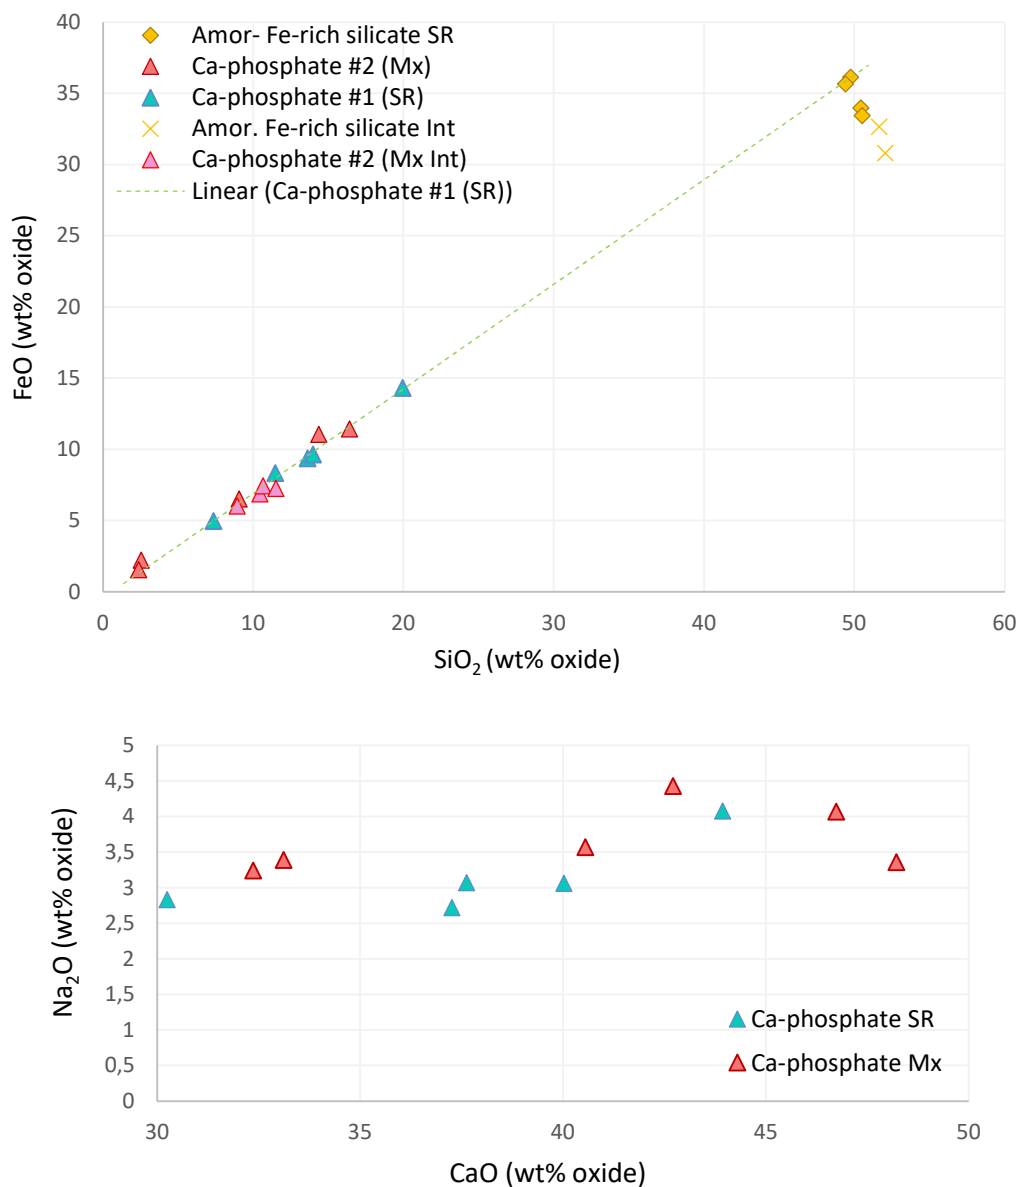 40
35
30
25
20
15
10
5
0
FeO (wt% oxide)
Amor- Fe-rich silicate SR
Ca-phosphate #2 (Mx)
Ca-phosphate #1 (SR)
Amor. Fe-rich silicate Int
Ca-phosphate #2 (Mx Int)
Linear (Ca-phosphate #1 (SR))
0 10 20 30 40 50 60
SiO₂ (wt% oxide)
5
4,5
4
3,5
3
2,5
2
1,5
1
0,5
0
Na₂O (wt% oxide)
Ca-phosphate SR
Ca-phosphate Mx
30 35 40 45 50
CaO (wt% oxide)